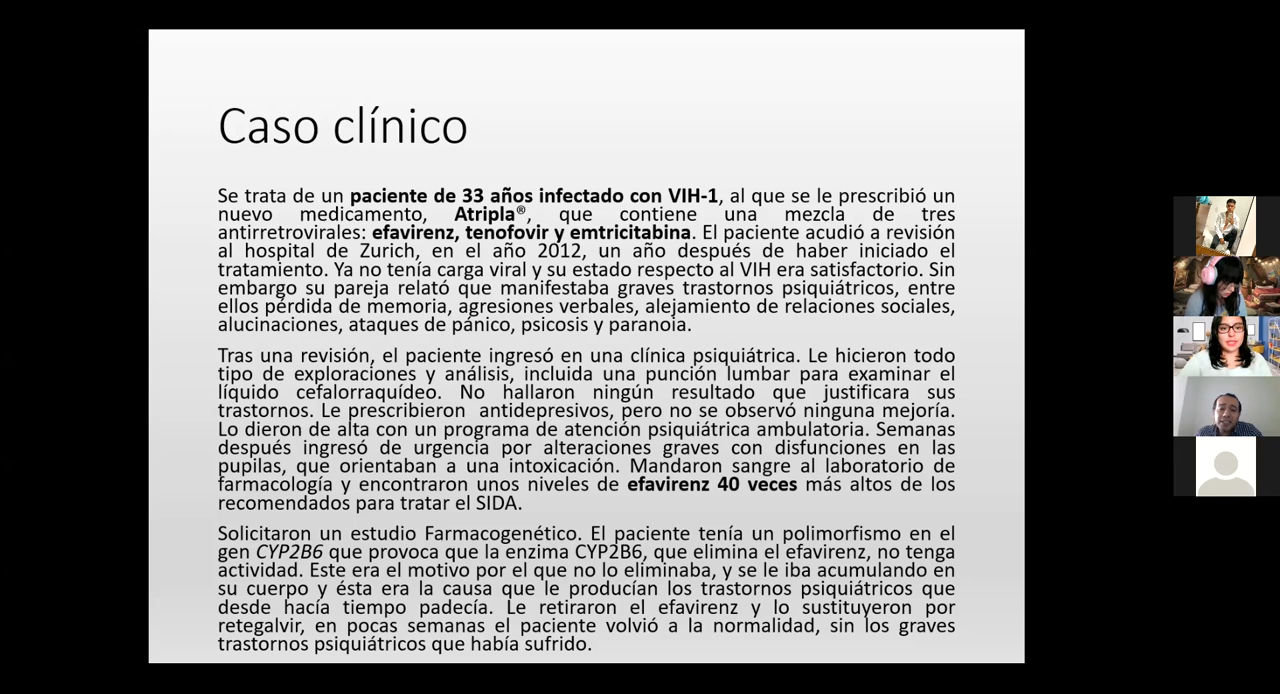 Caso clínico
Se trata de un paciente de 33 años infectado con VIH-1, al que se le prescribió un
nuevo medicamento, Atripla®, que contiene una mezcla de tres
antirretrovirales: efavirenz, tenofovir y emtricitabina. El paciente acudió a revisión
al hospital de Zurich, en el año 2012, un año después de haber iniciado el
tratamiento. Ya no tenía carga viral y su estado respecto al VIH era satisfactorio. Sin
embargo su pareja relató que manifestaba graves trastornos psiquiátricos, entre
ellos pérdida de memoria, agresiones verbales, alejamiento de relaciones sociales,
alucinaciones, ataques de pánico, psicosis y paranoia.
Tras una revisión, el paciente ingresó en una clínica psiquiátrica. Le hicieron todo
tipo de exploraciones y análisis, incluida una punción lumbar para examinar el
líquido cefalorraquídeo. No hallaron ningún resultado que justificara sus
trastornos. Le prescribieron antidepresivos, pero no se observó ninguna mejoría.
Lo dieron de alta con un programa de atención psiquiátrica ambulatoria. Semanas
después ingresó de urgencia por alteraciones graves con disfunciones en las
pupilas, que orientaban a una intoxicación. Mandaron sangre al laboratorio de
farmacología y encontraron unos niveles de efavirenz 40 veces más altos de los
recomendados para tratar el SIDA.
Solicitaron un estudio Farmacogenético. El paciente tenía un polimorfismo en el
gen CYP2B6 que provoca que la enzima CYP2B6, que elimina el efavirenz, no tenga
actividad. Este era el motivo por el que no lo eliminaba, y se le iba acumulando en
su cuerpo y ésta era la causa que le producían los trastornos psiquiátricos que
desde hacía tiempo padecía. Le retiraron el efavirenz y lo sustituyeron por
retegalvir, en pocas semanas el paciente volvió a la normalidad, sin los graves
trastornos psiquiátricos que había sufrido.